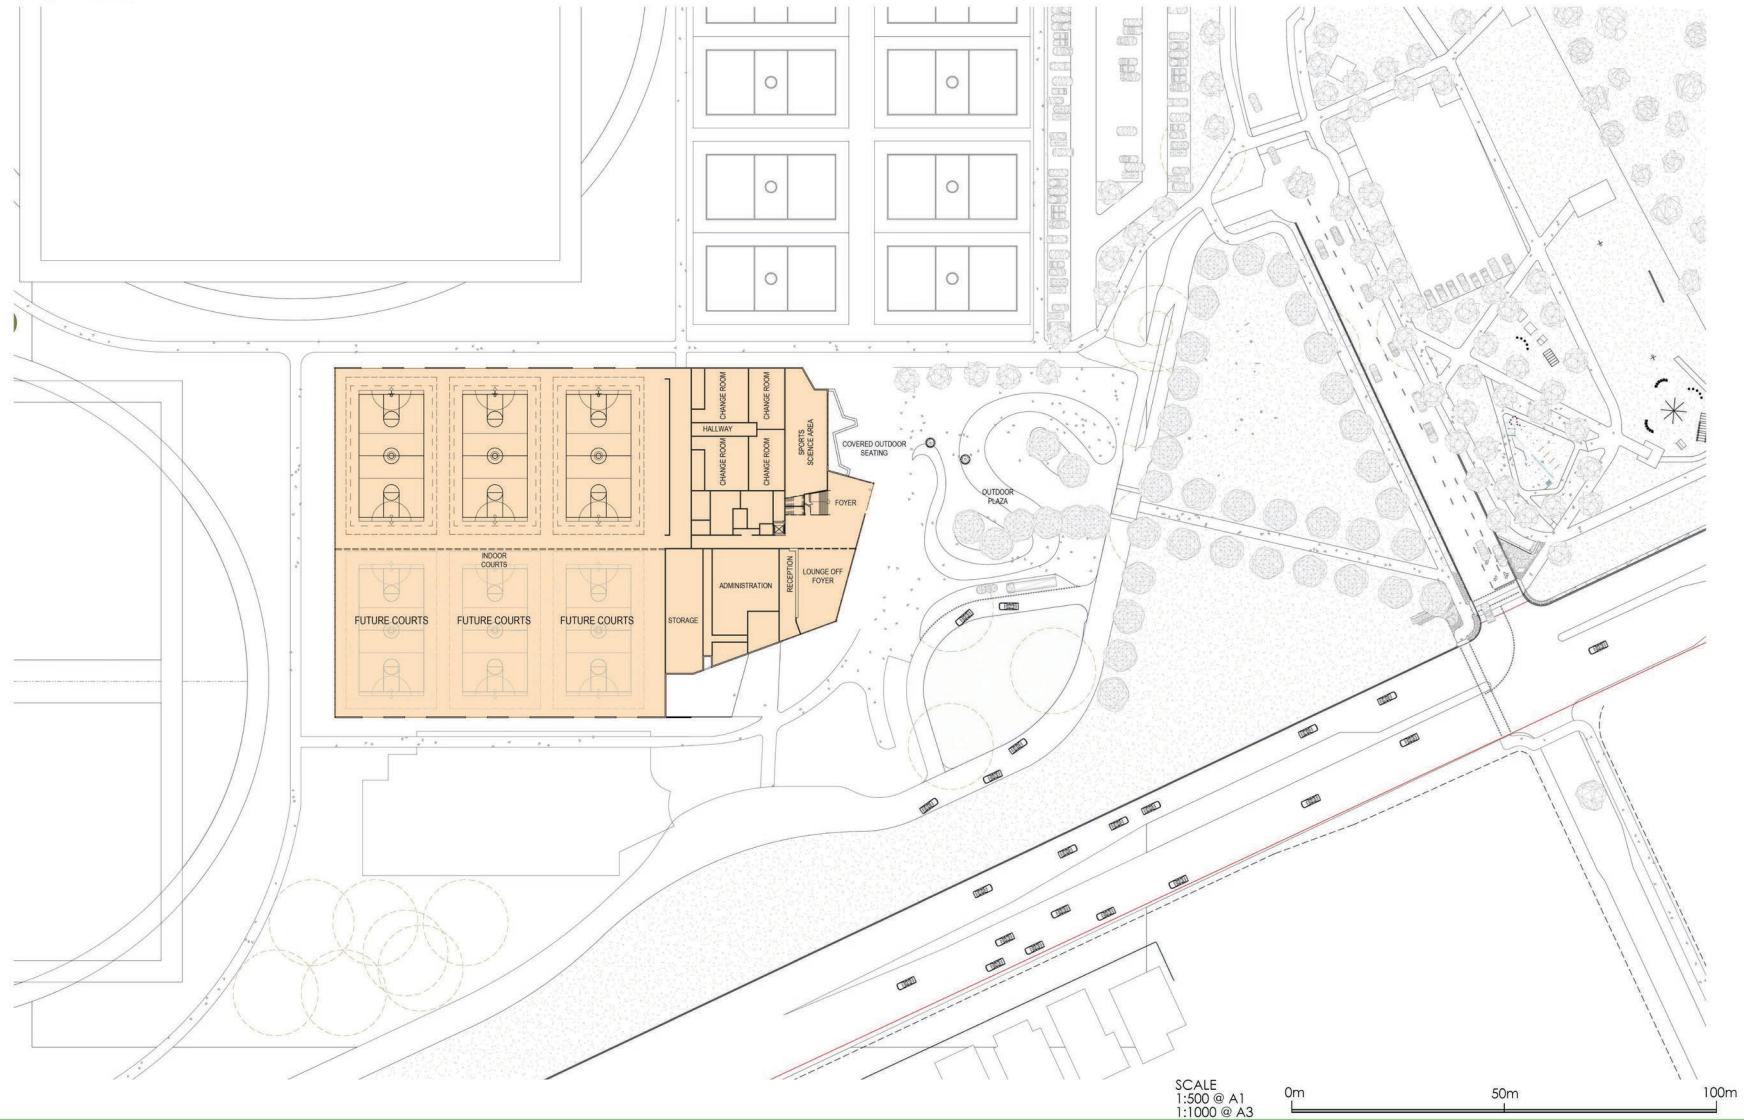 CHANGE ROOM
CHANGE ROOM
HALLWAY
CHANGE ROOM
CHANGE ROOM
SPORTS
SCIENCE AREA
COVERED OUTDOOR
SEATING
FOYER
OUTDOOR
PLAZA
INDOOR
COURTS
ADMINISTRATION
RECEPTION
LOUNGE OFF
FOYER
FUTURE COURTS
FUTURE COURTS
FUTURE COURTS
STORAGE
SCALE
1:500 @ A1
1:1000 @ A3
0m
50m
100m